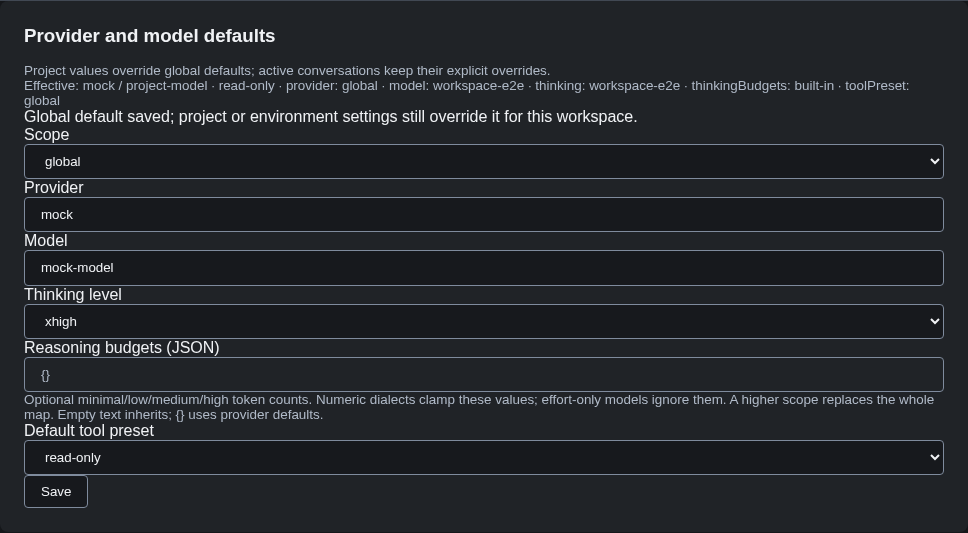 Provider and model defaults
Project values override global defaults; active conversations keep their explicit overrides.
Effective: mock / project-model · read-only · provider: global · model: workspace-e2e · thinking: workspace-e2e · thinkingBudgets: built-in · toolPreset:
global
Global default saved; project or environment settings still override it for this workspace.
Scope
global
Provider
mock
Model
mock-model
Thinking level
xhigh
Reasoning budgets (JSON)
{}
Optional minimal/low/medium/high token counts. Numeric dialects clamp these values; effort-only models ignore them. A higher scope replaces the whole
map. Empty text inherits; {} uses provider defaults.
Default tool preset
read-only
Save